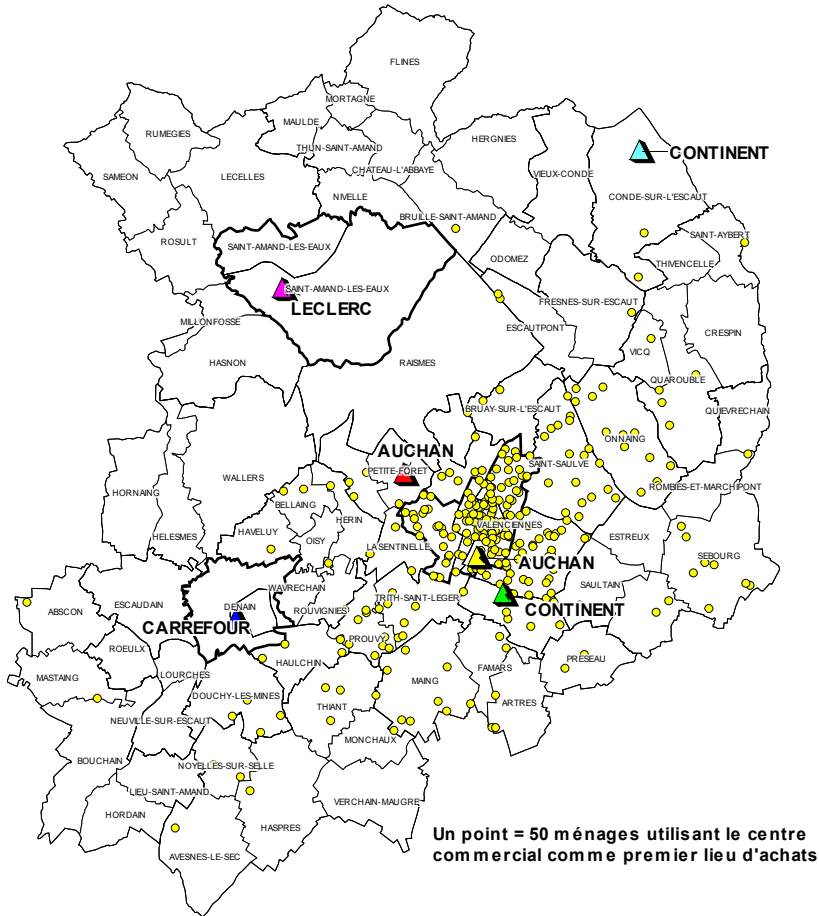 FLINES
MORTAGNE
RUMEGIES
MAULDE
HERGNIES
THUN-SAINT-AMAND
CONTINENT
SAMEON
LECELLES
CHATEAU-L'ABBAYE
VIEUX-CONDE
NIVELLE
CONDE-SUR-L'ESCAUT
BRUILLE-SAINT-AMAND
ROSULT
SAINT-AMAND-LES-EAUX
SAINT-AYBERT
ODOMEZ
THIVENCELLE
SAINT-AMAND-LES-EAUX
LECLERC
FRESNES-SUR-ESCAUT
MILLONFOSSE
ESCAUTPONT
CRESPIN
HASNON
RAISMES
VICQ
QUAROUBLE
BRUAY-SUR-L'ESCAUT
QUIEVRECHAIN
ONNAING
AUCHAN
PETITE-FORET
SAINT-SAULVE
WALLERS
HORNAING
BELLAING
ROMBIES-ET-MARCHIPONT
HERIN
VALENCIENNES
HAVELUY
HELESMES
OISY
LA SENTINELLE
ESTREUX
SEBOURG
AUCHAN
WAVRECHAIN
SAULTAIN
ESCAUDAIN
DENAIN
TRITH-SAINT-LEGER
ABSCON
ROUVIGNIES
CONTINENT
CARREFOUR
PROUVY
ROEULX
HAULCHIN
PRESEAU
LOURCHES
FAMARS
MASTAING
MAING
DOUCHY-LES-MINES
ARTRES
THIANT
NEUVILLE-SUR-ESCAUT
MONCHAUX
BOUCHAIN
NOYELLES-SUR-SELLE
LIEU-SAINT-AMAND
VERCHAIN-MAUGRE
HORDAIN
HASPRES
AVESNES-LE-SEC
Un point = 50 ménages utilisant le centre
commercial comme premier lieu d'achats